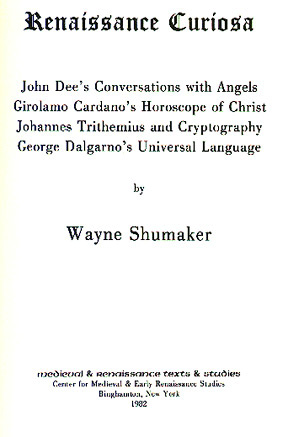 Renaissance Curiosa
John Dee's Conversations with Angels
Girolamo Cardano's Horoscope of Christ
Johannes Trithemius and Cryptography
George Dalgarno's Universal Language
by
Wayne Shumaker
medieval & Renaissance texts & studies
Center for Medieval & Early Renaissance Studies
Binghamton, New York
1982